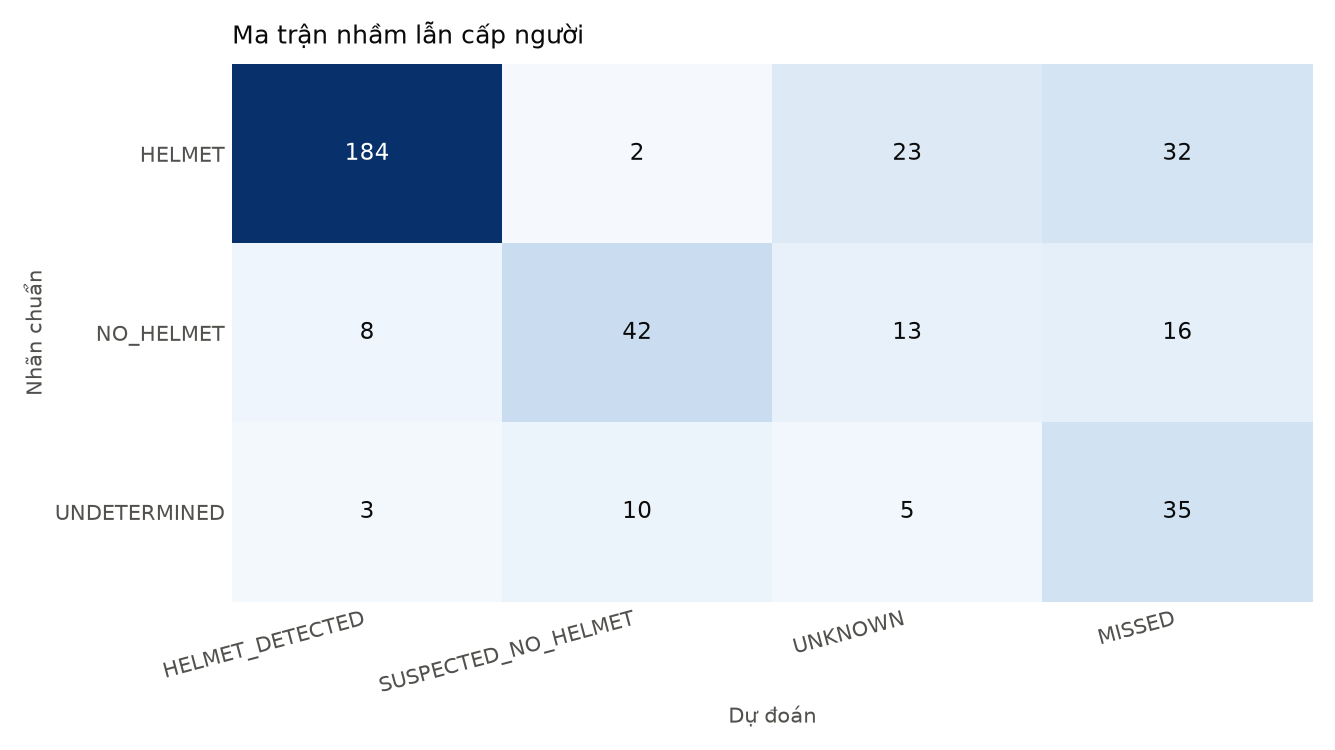 Ma trận nhầm lẫn cấp người
Nhãn chuẩn
HELMET
184
2
23
32
NO_HELMET
8
42
13
16
UNDETERMINED
3
10
5
35
HELMET_DETECTED
SUSPECTED_NO_HELMET
UNKNOWN
MISSED
Dự đoán